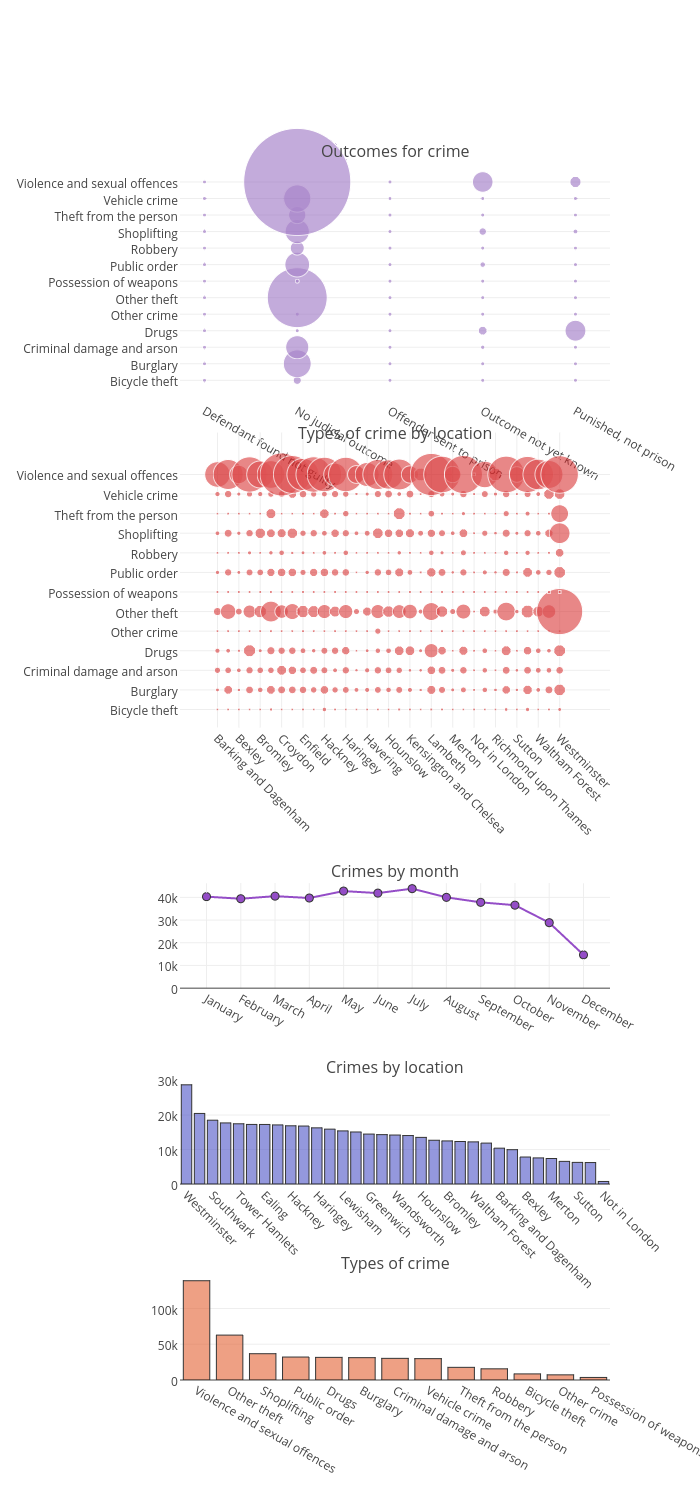 Outcomes for crime
Violence and sexual offences
Vehicle crime
Theft from the person
Shoplifting
Robbery
Public order
Possession of weapons
Other theft
Other crime
Drugs
Criminal damage and arson
Burglary
Bicycle theft
Defendant found not guilty
No judicial outcome
Offender sent to prison
Outcome not yet known
Punished, not prison
Types of crime by location
Violence and sexual offences
Vehicle crime
Theft from the person
Shoplifting
Robbery
Public order
Possession of weapons
Other theft
Other crime
Drugs
Criminal damage and arson
Burglary
Bicycle theft
Barking and Dagenham
Bexley
Bromley
Croydon
Enfield
Hackney
Haringey
Havering
Hounslow
Kensington and Chelsea
Lambeth
Merton
Not in London
Richmond upon Thames
Sutton
Waltham Forest
Westminster
Crimes by month
40k
30k
20k
10k
0
January
February
March
April
May
June
July
August
September
October
November
December
Crimes by location
30k
20k
10k
0
Westminster
Southwark
Tower Hamlets
Ealing
Hackney
Haringey
Lewisham
Greenwich
Wandsworth
Hounslow
Bromley
Waltham Forest
Barking and Dagenham
Bexley
Merton
Sutton
Not in London
Types of crime
100k
50k
0
Violence and sexual offences
Other theft
Shoplifting
Public order
Drugs
Burglary
Criminal damage and arson
Vehicle crime
Theft from the person
Robbery
Bicycle theft
Other crime
Possession of weapons